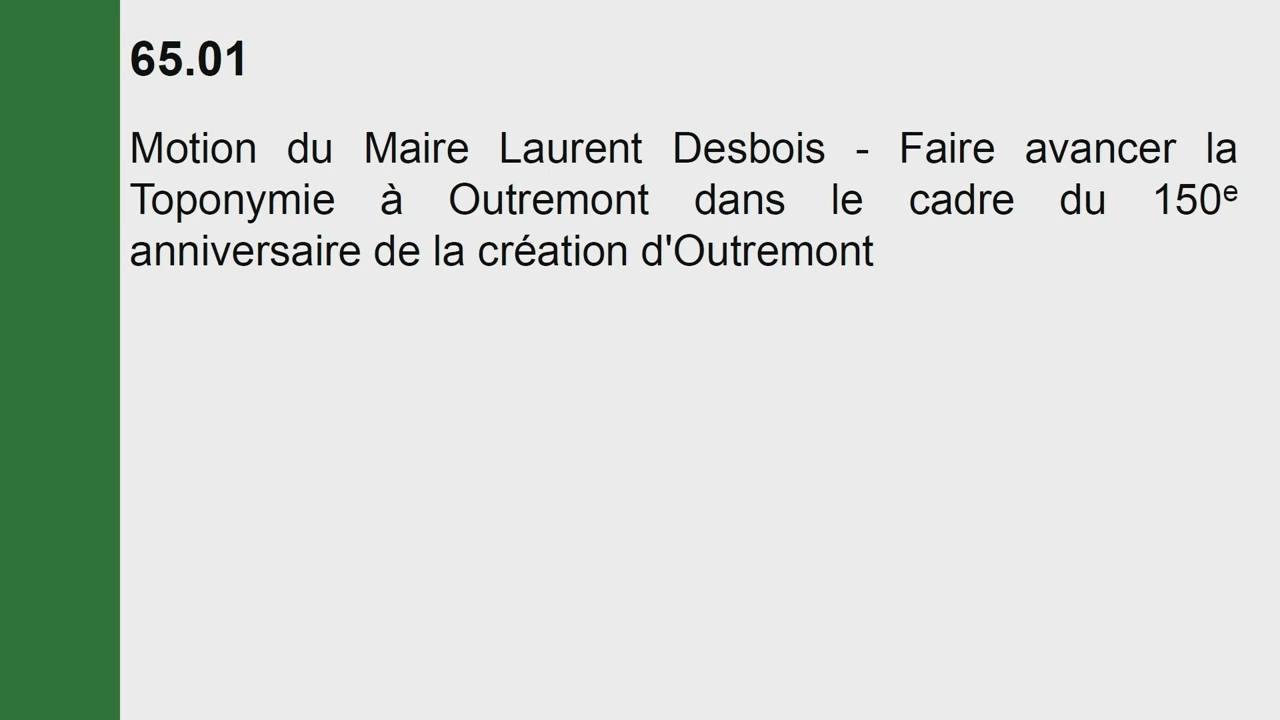 65.01
Motion du Maire Laurent Desbois - Faire avancer la
Toponymie à Outremont dans le cadre du 150ᵉ
anniversaire de la création d'Outremont